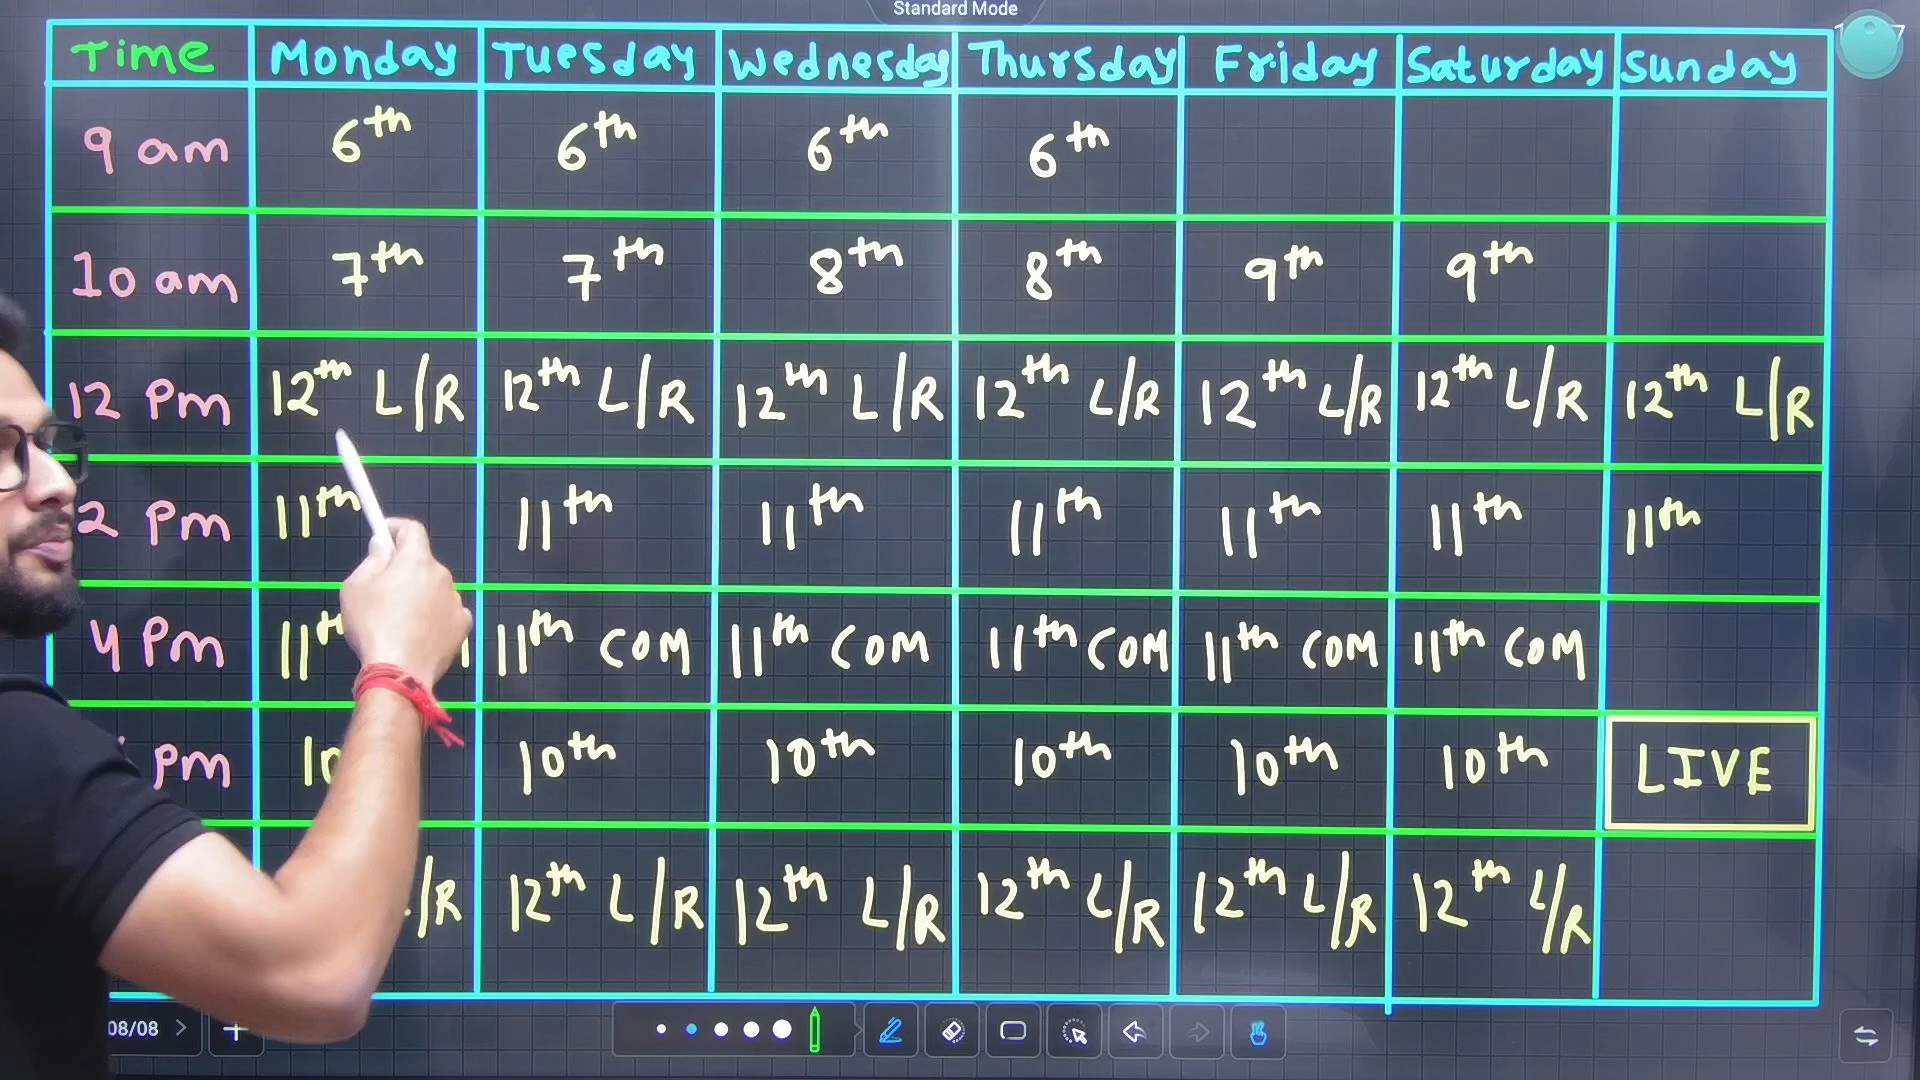 Standard Mode
Time Monday Tuesday Wednesday Thursday Friday Saturday Sunday
9 am 6th 6th 6th 6th
10 am 7th 7th 8th 8th 9th 9th
12 Pm 12th L/R 12th L/R 12th L/R 12th L/R 12th L/R 12th L/R 12th L/R
2 Pm 11th 11th 11th 11th 11th 11th 11th
4 Pm 11th 11th COM 11th COM 11th COM 11th COM 11th COM
pm 10 10th 10th 10th 10th 10th LIVE
/R 12th L/R 12th L/R 12th L/R 12th L/R 12th L/R
08/08